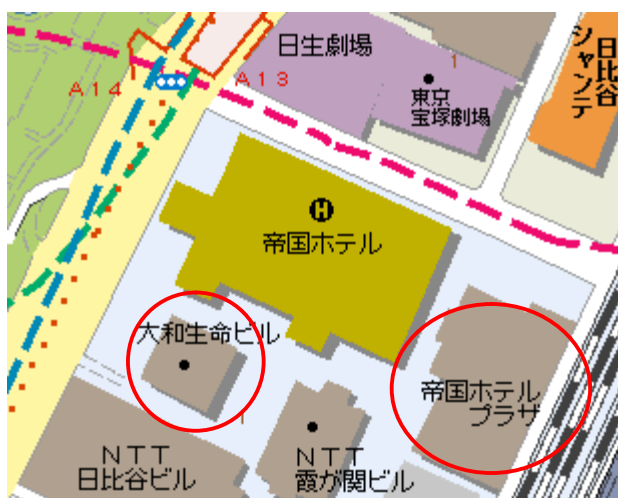 日生劇場
1
A14
A13
東京
宝塚劇場
日比谷
シャンテ
H
帝国ホテル
大和生命ビル
帝国ホテル
プラザ
1
NTT
日比谷ビル
NTT
霞が関ビル